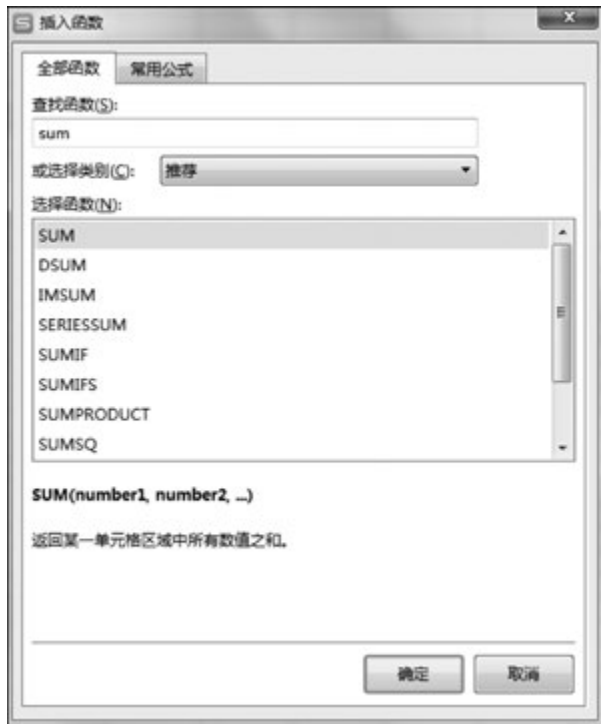 插入函数
全部函数 常用公式
查找函数(S):
sum
或选择类别(C): 推荐
选择函数(N):
SUM
DSUM
IMSUM
SERIESSUM
SUMIF
SUMIFS
SUMPRODUCT
SUMSQ
SUM(number1, number2, ...)
返回某一单元格区域中所有数值之和。
确定 取消